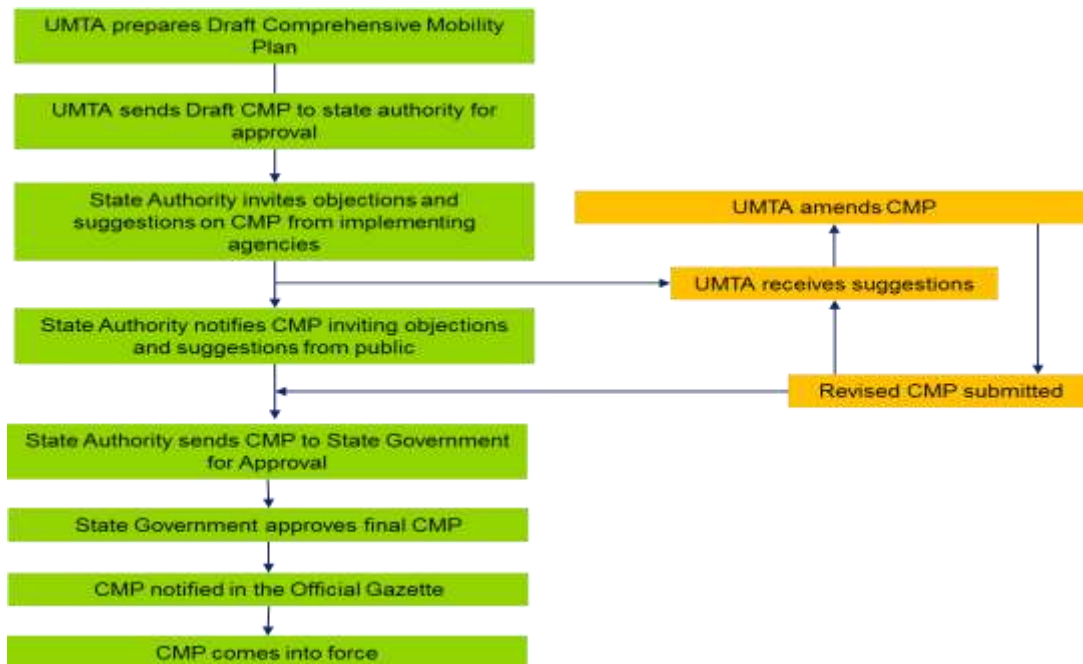 UMTA prepares Draft Comprehensive Mobility
Plan
UMTA sends Draft CMP to state authority for
approval
State Authority invites objections and
suggestions on CMP from implementing
agencies
UMTA amends CMP
UMTA receives suggestions
State Authority notifies CMP inviting objections
and suggestions from public
Revised CMP submitted
State Authority sends CMP to State Government
for Approval
State Government approves final CMP
CMP notified in the Official Gazette
CMP comes into force